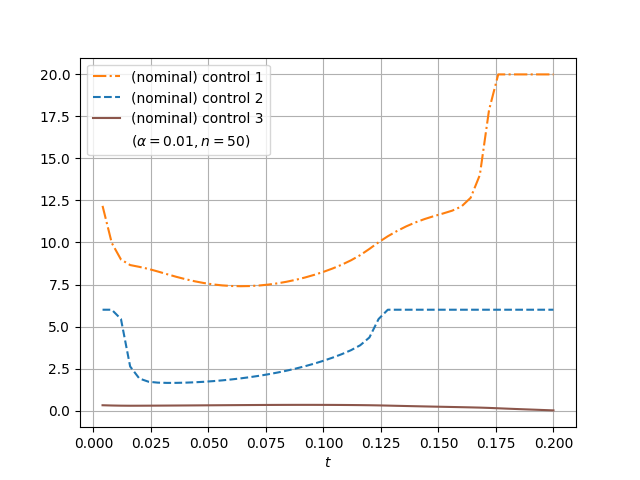 20.0
17.5
15.0
12.5
10.0
7.5
5.0
2.5
0.0
(nominal) control 1
(nominal) control 2
(nominal) control 3
(α = 0.01, n = 50)
0.000 0.025 0.050 0.075 0.100 0.125 0.150 0.175 0.200
t